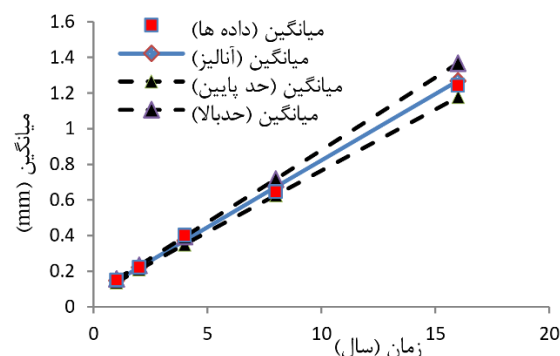 1.6
1.4
1.2
1
0.8
0.6
0.4
0.2
0
میانگین (mm)
میانگین (داده ها)
میانگین (آنالیز)
میانگین (حد پایین)
میانگین (حدبالا)
0 5 10 15 20
زمان (سال)